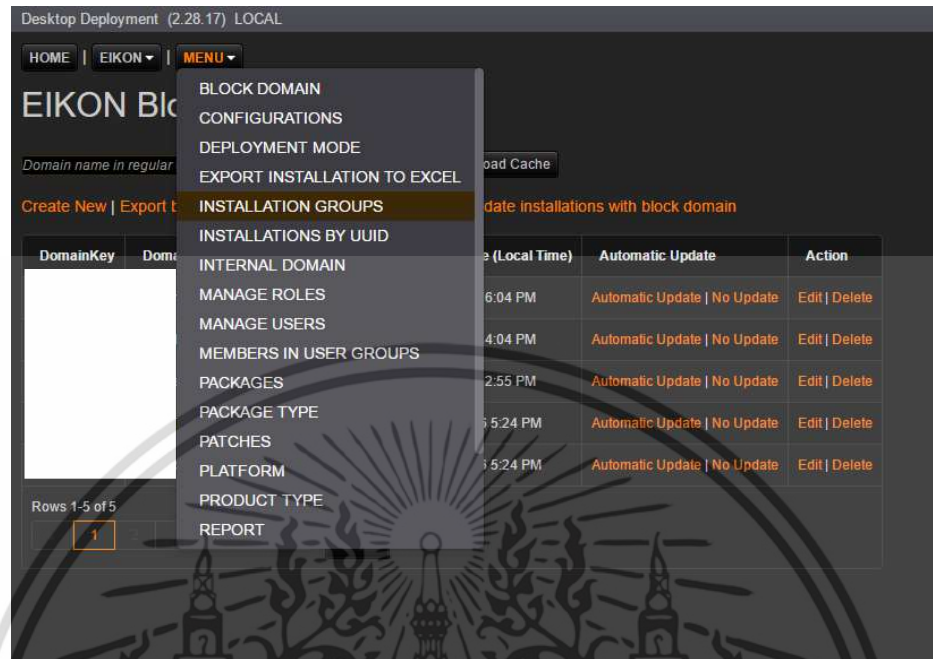 Desktop Deployment (2.28.17) LOCAL
HOME | EIKON | MENU
EIKON
Domain name in regular
oad Cache
Create New | Export
date installations with block domain
BLOCK DOMAIN
CONFIGURATIONS
DEPLOYMENT MODE
EXPORT INSTALLATION TO EXCEL
INSTALLATION GROUPS
INSTALLATIONS BY UUID
INTERNAL DOMAIN
MANAGE ROLES
MANAGE USERS
MEMBERS IN USER GROUPS
PACKAGES
PACKAGE TYPE
PATCHES
PLATFORM
PRODUCT TYPE
REPORT
DomainKey Doma (Local Time) Automatic Update Action
6:04 PM Automatic Update | No Update Edit | Delete
4:04 PM Automatic Update | No Update Edit | Delete
2:55 PM Automatic Update | No Update Edit | Delete
5:24 PM Automatic Update | No Update Edit | Delete
5:24 PM Automatic Update | No Update Edit | Delete
Rows 1-5 of 5
1